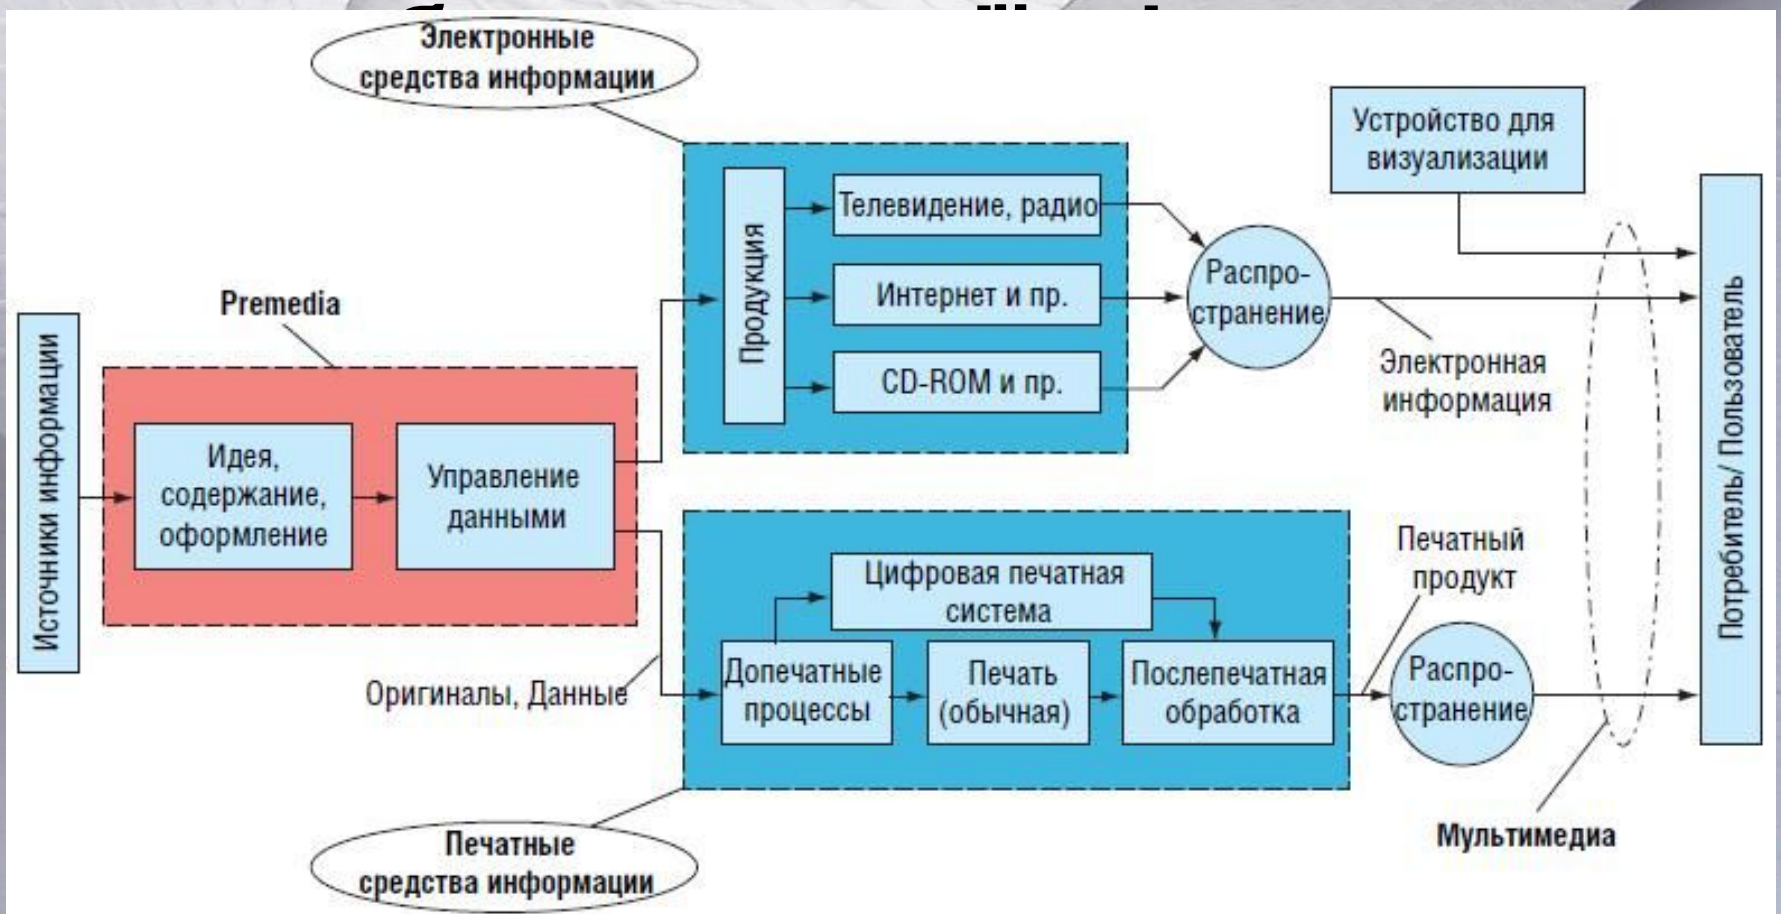 Электронные
средства информации
Устройство для
визуализации
Телевидение, радио
Продукция
Распро-
странение
Интернет и пр.
Premedia
CD-ROM и пр.
Электронная
информация
Источники информации
Потребитель/ Пользователь
Идея,
содержание,
оформление
Управление
данными
Печатный
продукт
Цифровая печатная
система
Допечатные
процессы
Печать
(обычная)
Послепечатная
обработка
Распро-
странение
Оригиналы, Данные
Мультимедиа
Печатные
средства информации